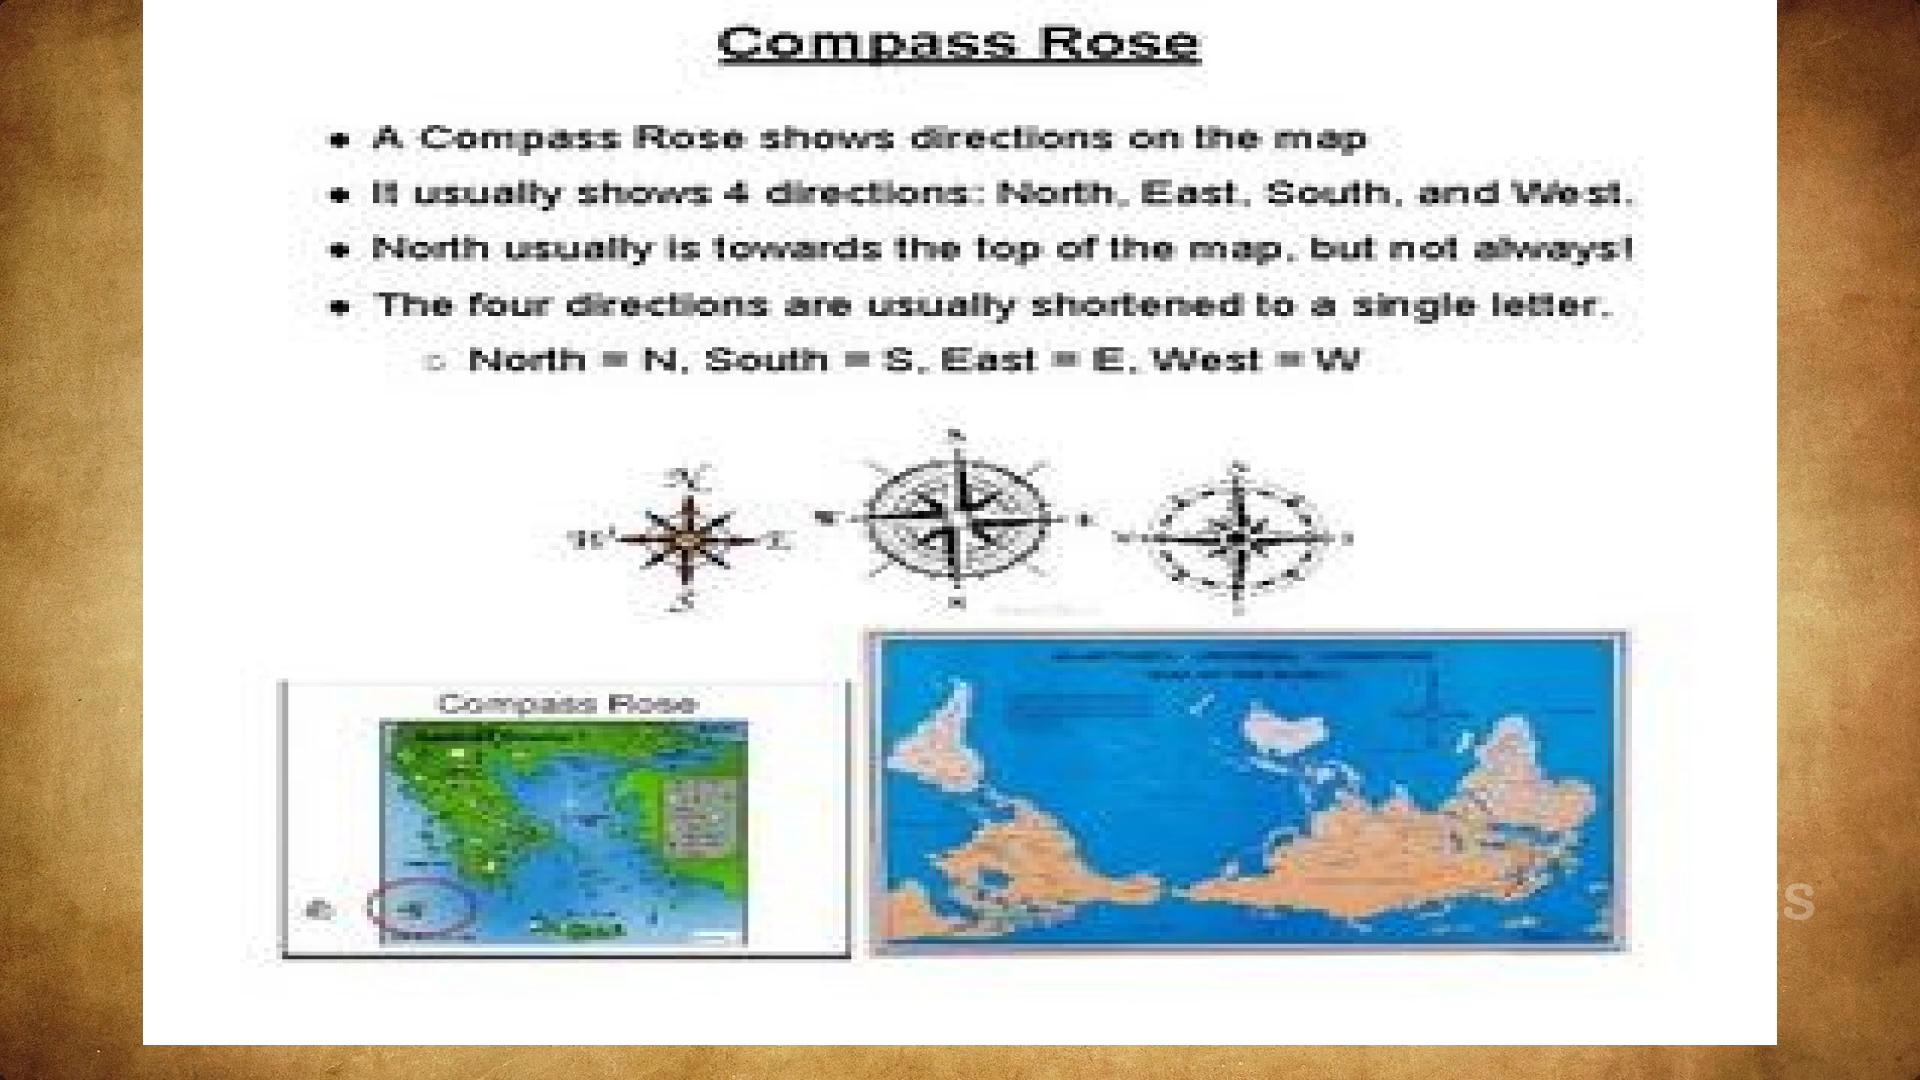 Compass Rose
• A Compass Rose shows directions on the map
• It usually shows 4 directions: North, East, South, and West.
• North usually is towards the top of the map, but not always!
• The four directions are usually shortened to a single letter.
○ North = N, South = S, East = E, West = W
N
W E
S
Compass Rose